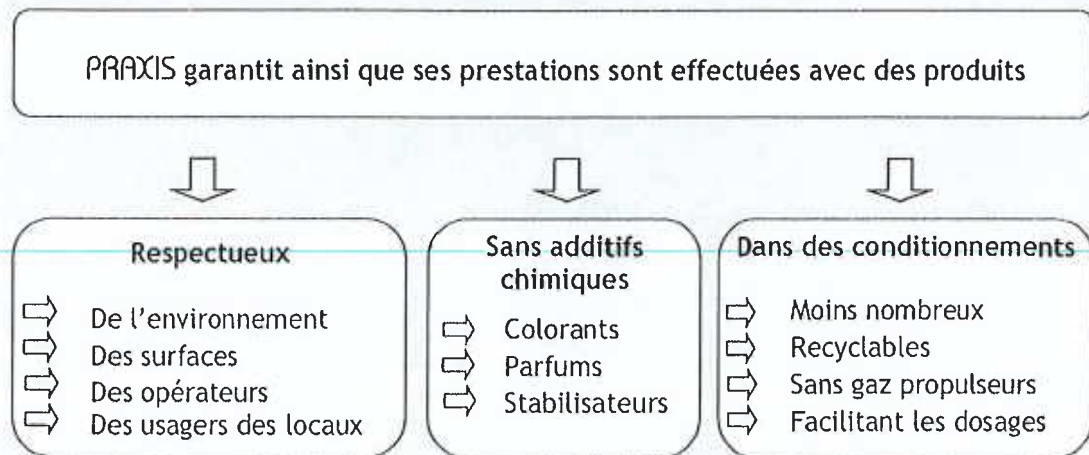 PRAXIS garantit ainsi que ses prestations sont effectuées avec des produits
Respectueux
De l'environnement
Des surfaces
Des opérateurs
Des usagers des locaux
Sans additifs
chimiques
Colorants
Parfums
Stabilisateurs
Dans des conditionnements
Moins nombreux
Recyclables
Sans gaz propulseurs
Facilitant les dosages